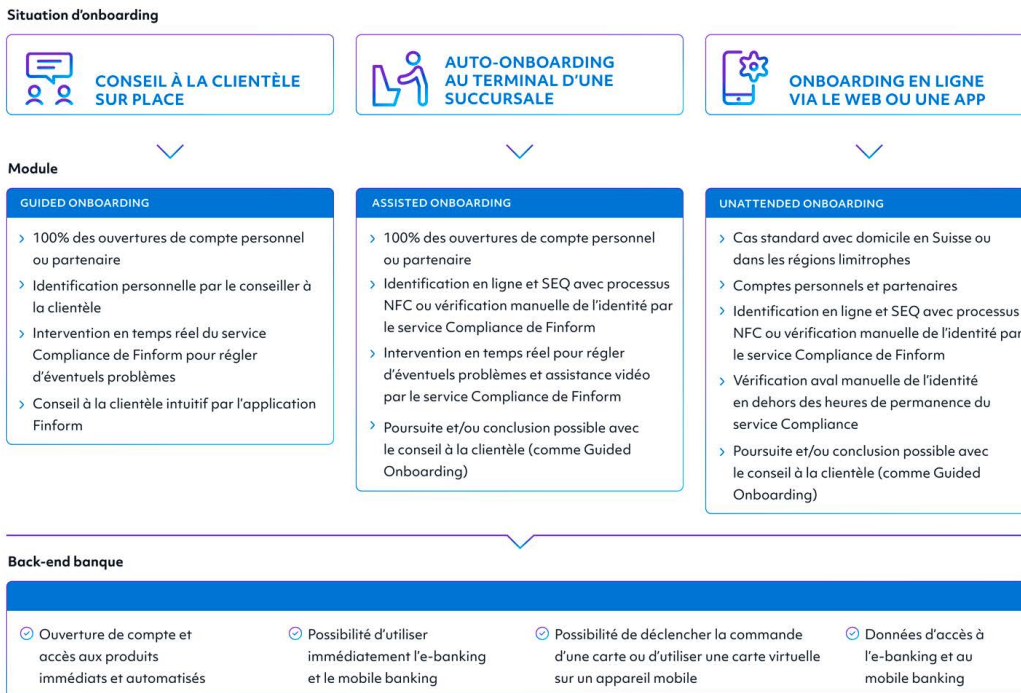 Situation d'onboarding
CONSEIL À LA CLIENTÈLE
SUR PLACE
AUTO-ONBOARDING
AU TERMINAL D'UNE
SUCCURSALE
ONBOARDING EN LIGNE
VIA LE WEB OU UNE APP
Module
GUIDED ONBOARDING
› 100% des ouvertures de compte personnel
ou partenaire
› Identification personnelle par le conseiller à
la clientèle
› Intervention en temps réel du service
Compliance de Finform pour régler
d'éventuels problèmes
› Conseil à la clientèle intuitif par l'application
Finform
ASSISTED ONBOARDING
› 100% des ouvertures de compte personnel
ou partenaire
› Identification en ligne et SEQ avec processus
NFC ou vérification manuelle de l'identité par
le service Compliance de Finform
› Intervention en temps réel pour régler
d'éventuels problèmes et assistance vidéo
par le service Compliance de Finform
› Poursuite et/ou conclusion possible avec
le conseil à la clientèle (comme Guided
Onboarding)
UNATTENDED ONBOARDING
› Cas standard avec domicile en Suisse ou
dans les régions limitrophes
› Comptes personnels et partenaires
› Identification en ligne et SEQ avec processus
NFC ou vérification manuelle de l'identité par
le service Compliance de Finform
› Vérification aval manuelle de l'identité
en dehors des heures de permanence du
service Compliance
› Poursuite et/ou conclusion possible avec
le conseil à la clientèle (comme Guided
Onboarding)
Back-end banque
Ouverture de compte et
accès aux produits
immédiats et automatisés
Possibilité d'utiliser
immédiatement l'e-banking
et le mobile banking
Possibilité de déclencher la commande
d'une carte ou d'utiliser une carte virtuelle
sur un appareil mobile
Données d'accès à
l'e-banking et au
mobile banking